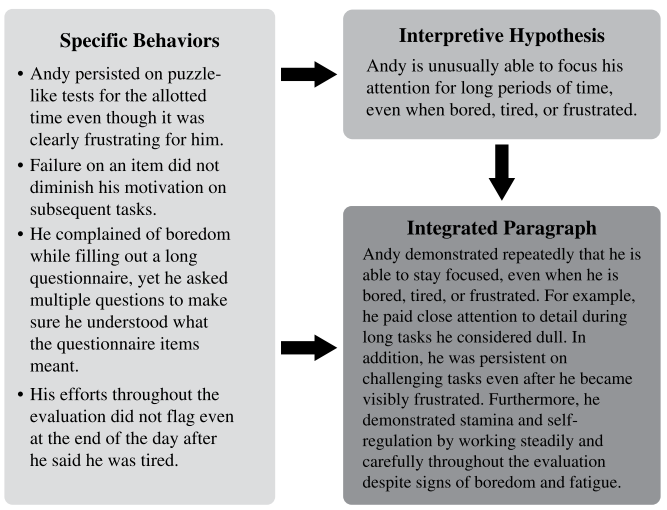 Specific Behaviors
• Andy persisted on puzzle-
like tests for the allotted
time even though it was
clearly frustrating for him.
• Failure on an item did not
diminish his motivation on
subsequent tasks.
• He complained of boredom
while filling out a long
questionnaire, yet he asked
multiple questions to make
sure he understood what
the questionnaire items
meant.
• His efforts throughout the
evaluation did not flag even
at the end of the day after
he said he was tired.
Interpretive Hypothesis
Andy is unusually able to focus his
attention for long periods of time,
even when bored, tired, or frustrated.
Integrated Paragraph
Andy demonstrated repeatedly that he is
able to stay focused, even when he is
bored, tired, or frustrated. For example,
he paid close attention to detail during
long tasks he considered dull. In
addition, he was persistent on
challenging tasks even after he became
visibly frustrated. Furthermore, he
demonstrated stamina and self-
regulation by working steadily and
carefully throughout the evaluation
despite signs of boredom and fatigue.